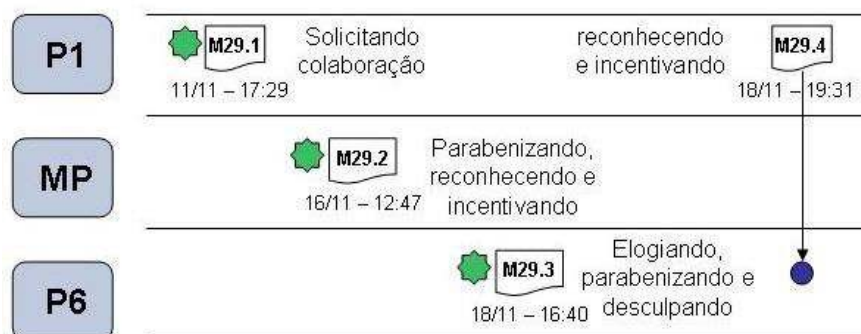 P1
M29.1
Solicitando
colaboração
11/11 – 17:29
reconhecendo
e incentivando
M29.4
18/11 – 19:31
MP
M29.2
Parabenizando,
reconhecendo e
incentivando
16/11 – 12:47
P6
M29.3
Elogiando,
parabenizando e
desculpando
18/11 – 16:40